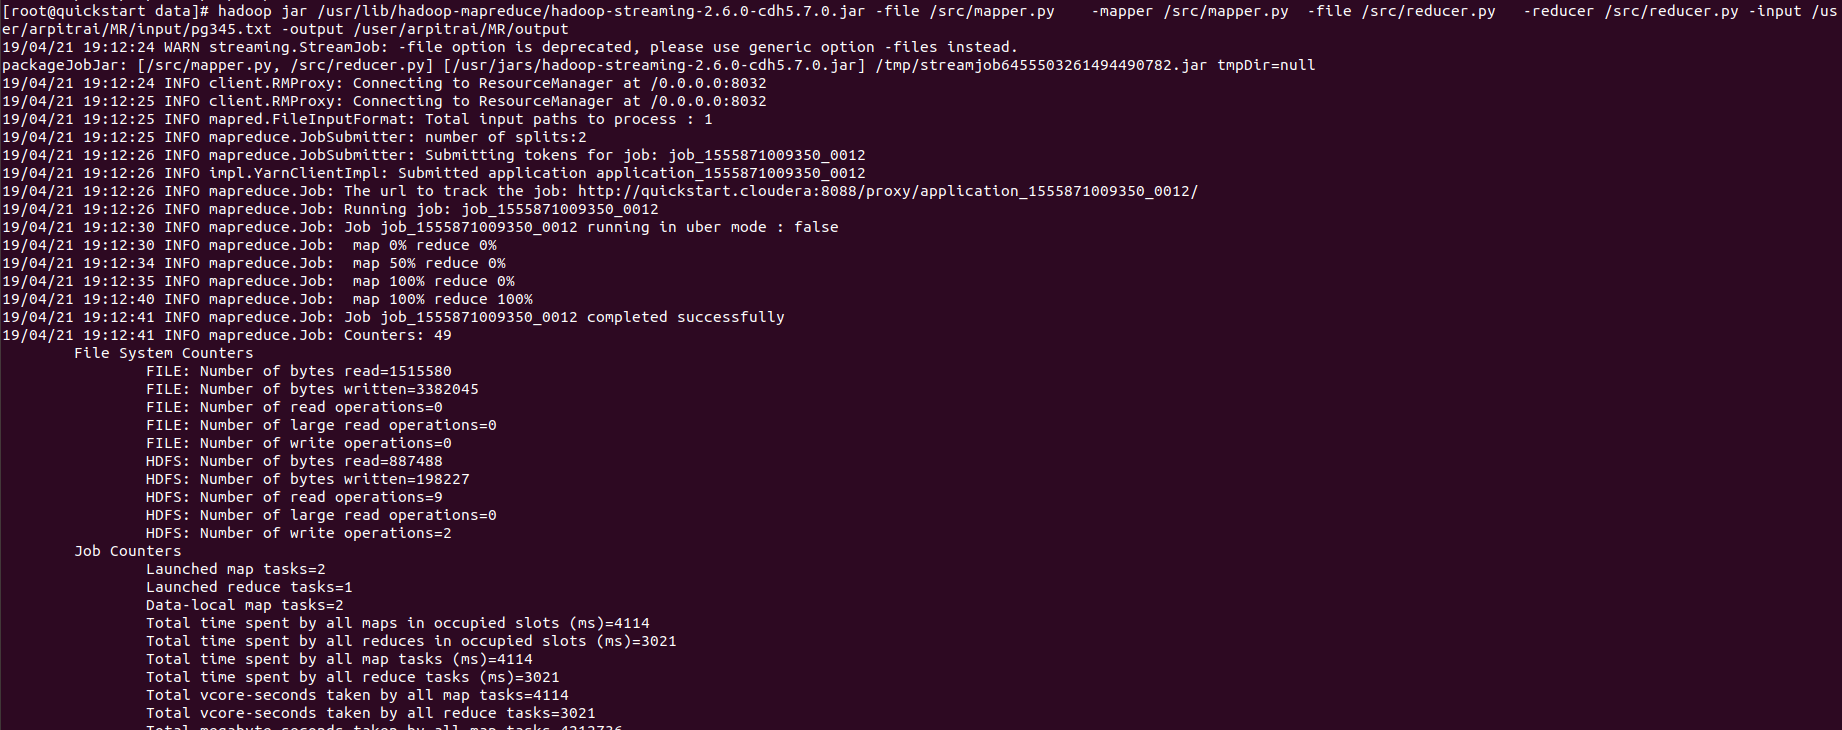 [root@quickstart data]# hadoop jar /usr/lib/hadoop-mapreduce/hadoop-streaming-2.6.0-cdh5.7.0.jar -file /src/mapper.py    -mapper /src/mapper.py  -file /src/reducer.py   -reducer /src/reducer.py -input /us
er/arpitrai/MR/input/pg345.txt -output /user/arpitrai/MR/output
19/04/21 19:12:24 WARN streaming.StreamJob: -file option is deprecated, please use generic option -files instead.
packageJobJar: [/src/mapper.py, /src/reducer.py] [/usr/jars/hadoop-streaming-2.6.0-cdh5.7.0.jar] /tmp/streamjob6455503261494490782.jar tmpDir=null
19/04/21 19:12:24 INFO client.RMProxy: Connecting to ResourceManager at /0.0.0.0:8032
19/04/21 19:12:25 INFO client.RMProxy: Connecting to ResourceManager at /0.0.0.0:8032
19/04/21 19:12:25 INFO mapred.FileInputFormat: Total input paths to process : 1
19/04/21 19:12:25 INFO mapreduce.JobSubmitter: number of splits:2
19/04/21 19:12:26 INFO mapreduce.JobSubmitter: Submitting tokens for job: job_1555871009350_0012
19/04/21 19:12:26 INFO impl.YarnClientImpl: Submitted application application_1555871009350_0012
19/04/21 19:12:26 INFO mapreduce.Job: The url to track the job: http://quickstart.cloudera:8088/proxy/application_1555871009350_0012/
19/04/21 19:12:26 INFO mapreduce.Job: Running job: job_1555871009350_0012
19/04/21 19:12:30 INFO mapreduce.Job: Job job_1555871009350_0012 running in uber mode : false
19/04/21 19:12:30 INFO mapreduce.Job:  map 0% reduce 0%
19/04/21 19:12:34 INFO mapreduce.Job:  map 50% reduce 0%
19/04/21 19:12:35 INFO mapreduce.Job:  map 100% reduce 0%
19/04/21 19:12:40 INFO mapreduce.Job:  map 100% reduce 100%
19/04/21 19:12:41 INFO mapreduce.Job: Job job_1555871009350_0012 completed successfully
19/04/21 19:12:41 INFO mapreduce.Job: Counters: 49
File System Counters
FILE: Number of bytes read=1515580
FILE: Number of bytes written=3382045
FILE: Number of read operations=0
FILE: Number of large read operations=0
FILE: Number of write operations=0
HDFS: Number of bytes read=887488
HDFS: Number of bytes written=198227
HDFS: Number of read operations=9
HDFS: Number of large read operations=0
HDFS: Number of write operations=2
Job Counters
Launched map tasks=2
Launched reduce tasks=1
Data-local map tasks=2
Total time spent by all maps in occupied slots (ms)=4114
Total time spent by all reduces in occupied slots (ms)=3021
Total time spent by all map tasks (ms)=4114
Total time spent by all reduce tasks (ms)=3021
Total vcore-seconds taken by all map tasks=4114
Total vcore-seconds taken by all reduce tasks=3021
Total megabyte-seconds taken by all map tasks=4212736